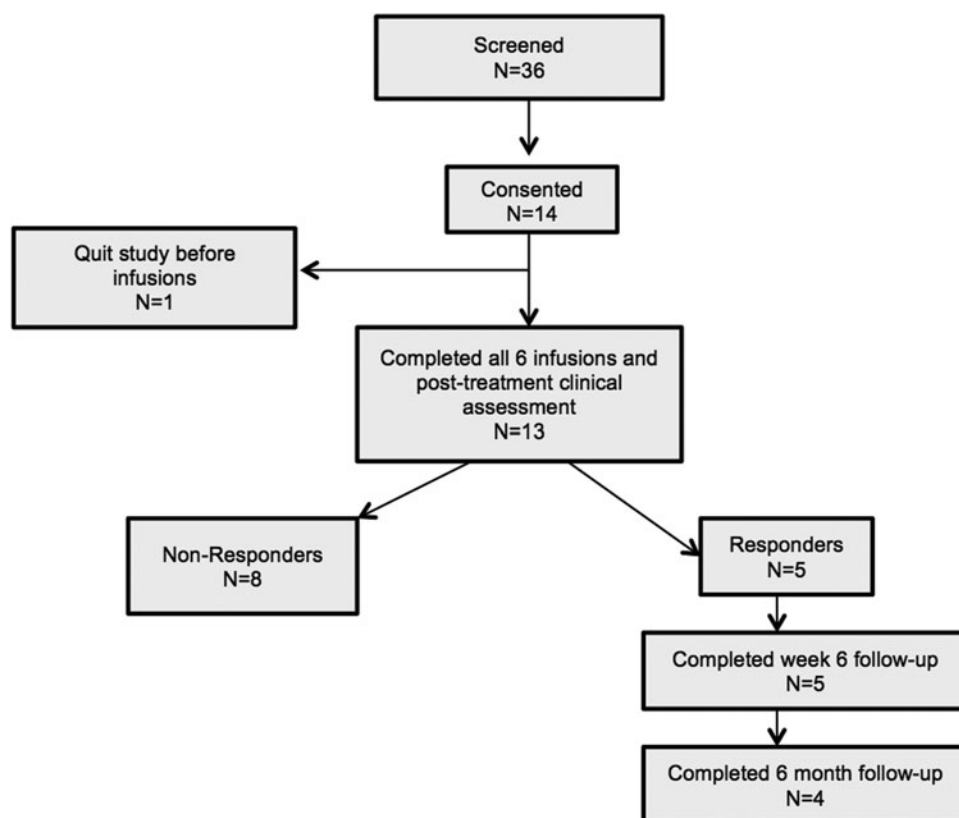 Screened
N=36
Consented
N=14
Quit study before
infusions
N=1
Completed all 6 infusions and
post-treatment clinical
assessment
N=13
Non-Responders
N=8
Responders
N=5
Completed week 6 follow-up
N=5
Completed 6 month follow-up
N=4